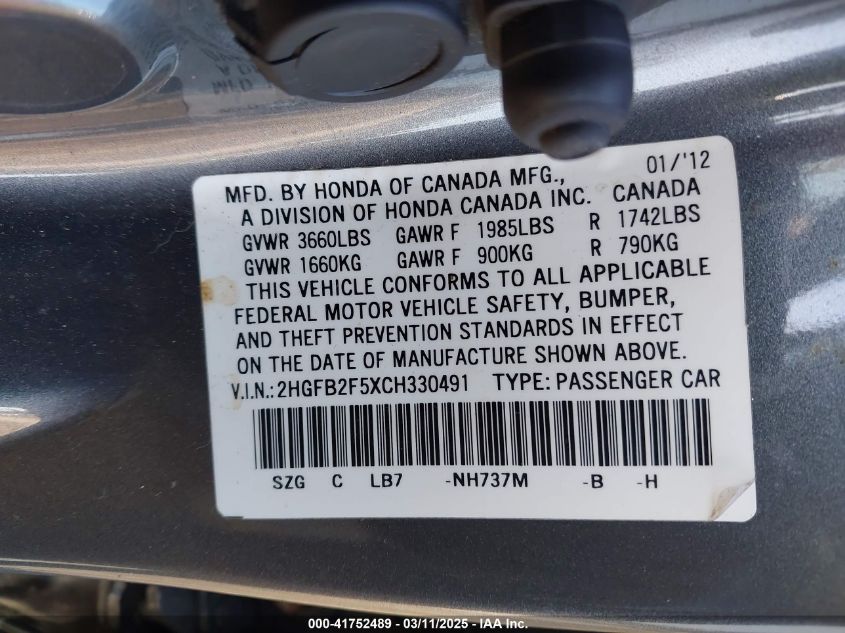 MFD. BY HONDA OF CANADA MFG., 01/'12
A DIVISION OF HONDA CANADA INC. CANADA
GVWR 3660LBS GAWR F 1985LBS R 1742LBS
GVWR 1660KG GAWR F 900KG R 790KG
THIS VEHICLE CONFORMS TO ALL APPLICABLE
FEDERAL MOTOR VEHICLE SAFETY, BUMPER,
AND THEFT PREVENTION STANDARDS IN EFFECT
ON THE DATE OF MANUFACTURE SHOWN ABOVE.
V.I.N.:2HGFB2F5XCH330491 TYPE:PASSENGER CAR
SZG C LB7 -NH737M -B -H
000-41752489 - 03/11/2025 - IAA Inc.